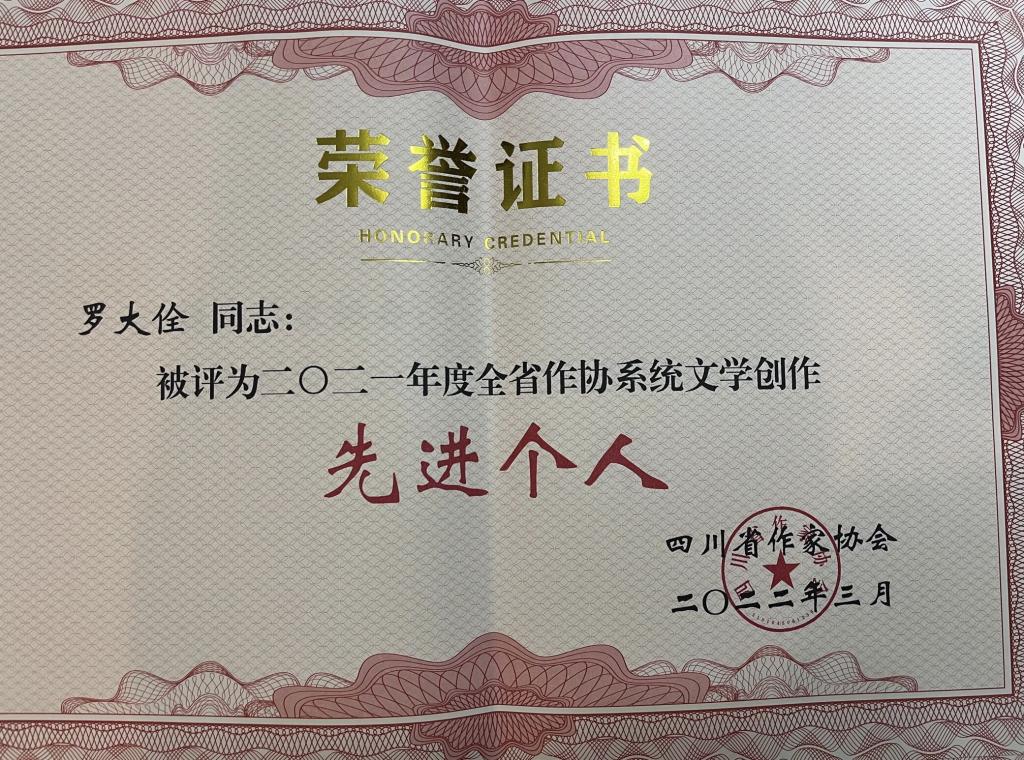 荣誉证书
HONORARY CREDENTIAL
罗大佺 同志：
被评为二〇二一年度全省作协系统文学创作
先进个人
四川省作家协会
二〇二二年三月